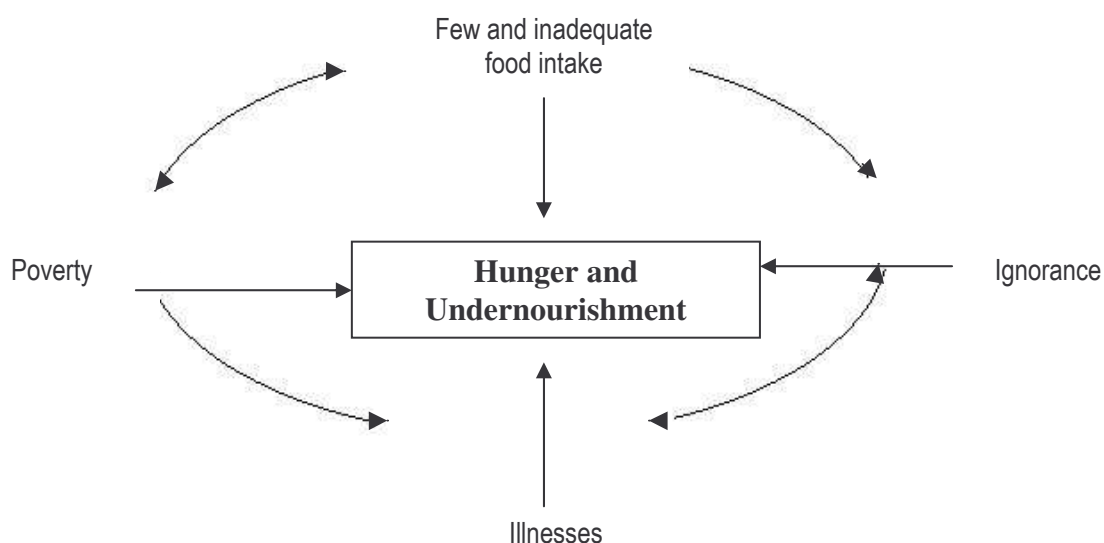 Few and inadequate
food intake
Poverty
Hunger and
Undernourishment
Ignorance
Illnesses